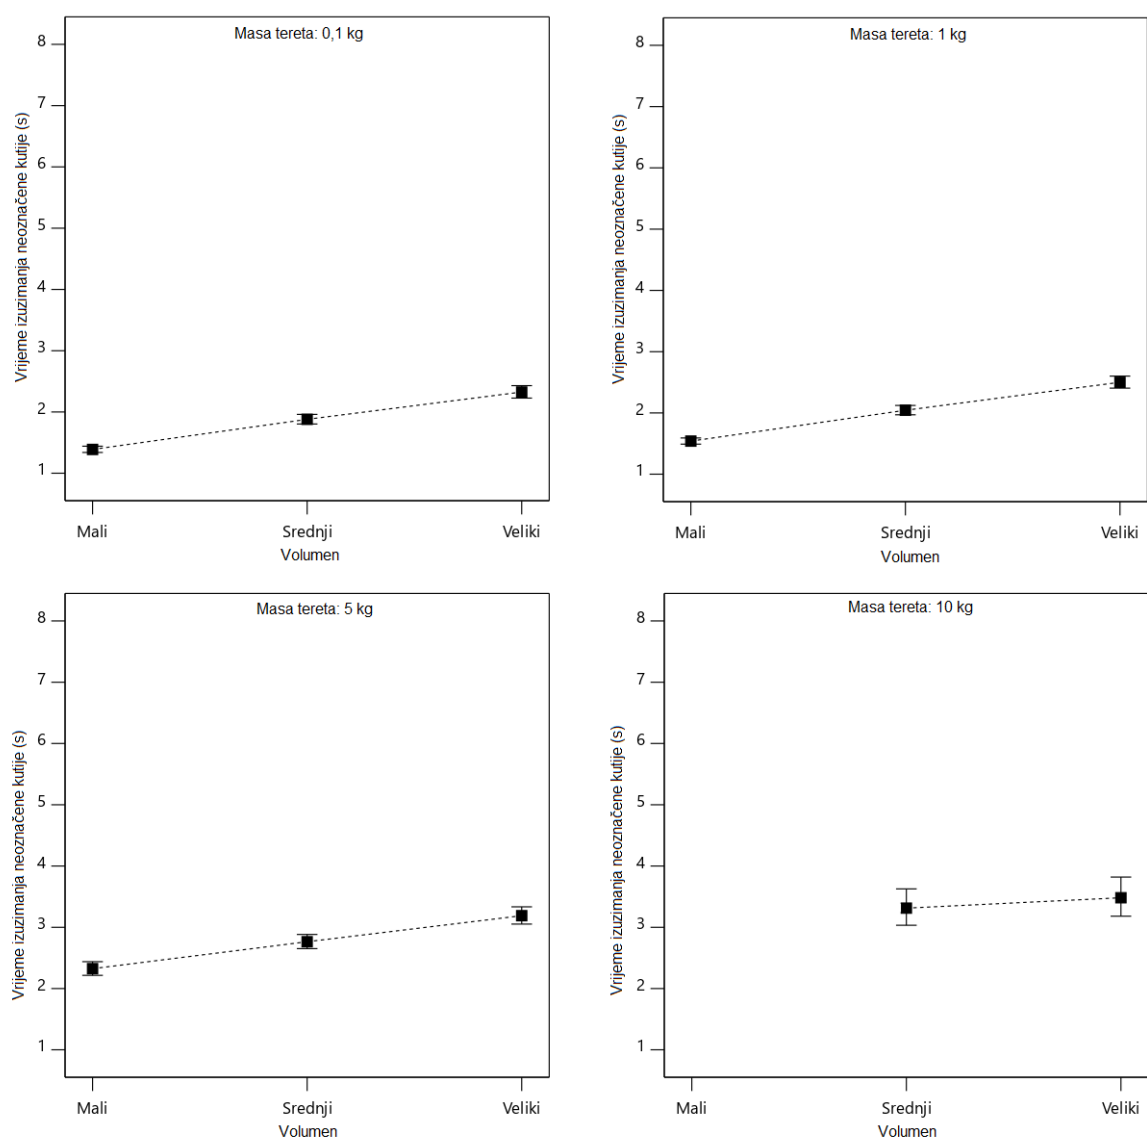 Masa tereta: 0,1 kg
Vrijeme izuzimanja neoznačene kutije (s)
8
7
6
5
4
3
2
1
Mali Srednji Veliki
Volumen
Masa tereta: 1 kg
Vrijeme izuzimanja neoznačene kutije (s)
8
7
6
5
4
3
2
1
Mali Srednji Veliki
Volumen
Masa tereta: 5 kg
Vrijeme izuzimanja neoznačene kutije (s)
8
7
6
5
4
3
2
1
Mali Srednji Veliki
Volumen
Masa tereta: 10 kg
Vrijeme izuzimanja neoznačene kutije (s)
8
7
6
5
4
3
2
1
Mali Srednji Veliki
Volumen